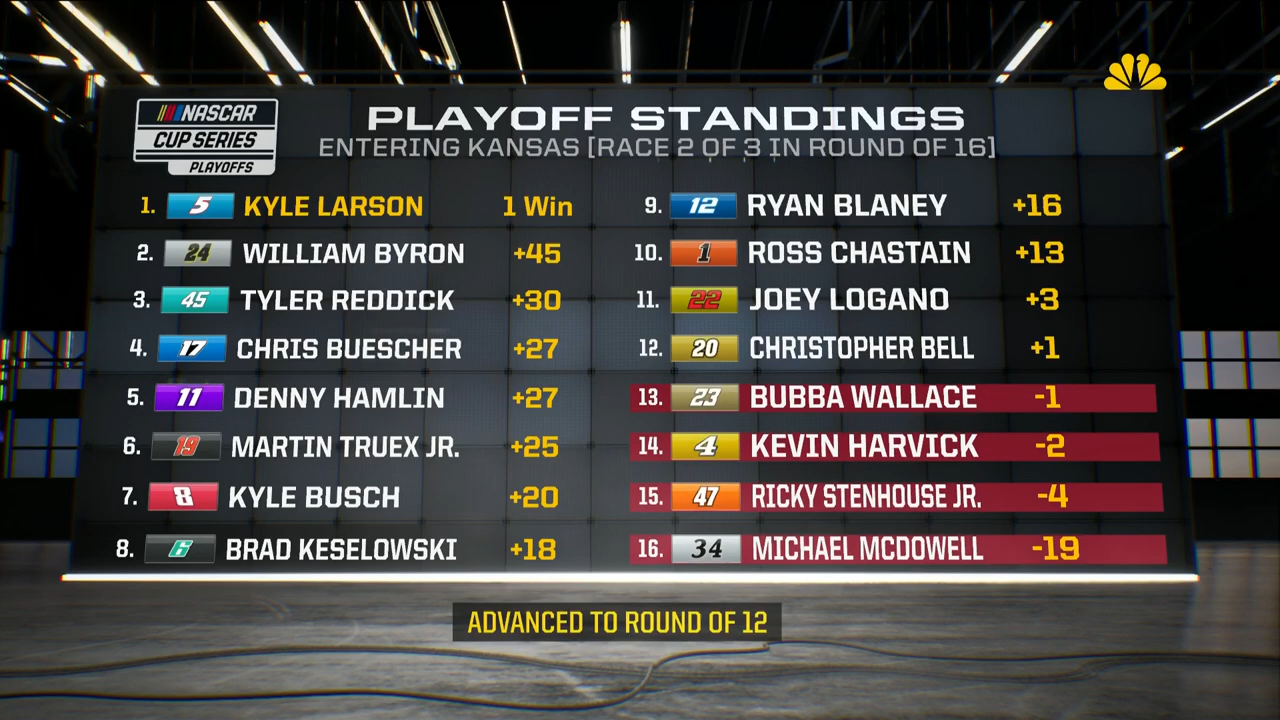 NASCAR
CUP SERIES
PLAYOFFS
PLAYOFF STANDINGS
ENTERING KANSAS [RACE 2 OF 3 IN ROUND OF 16]
1. 5 KYLE LARSON 1 Win
2. 24 WILLIAM BYRON +45
3. 45 TYLER REDDICK +30
4. 17 CHRIS BUESCHER +27
5. 11 DENNY HAMLIN +27
6. 19 MARTIN TRUEX JR. +25
7. 8 KYLE BUSCH +20
8. 6 BRAD KESELOWSKI +18
9. 12 RYAN BLANEY +16
10. 1 ROSS CHASTAIN +13
11. 22 JOEY LOGANO +3
12. 20 CHRISTOPHER BELL +1
13. 23 BUBBA WALLACE -1
14. 4 KEVIN HARVICK -2
15. 47 RICKY STENHOUSE JR. -4
16. 34 MICHAEL MCDOWELL -19
ADVANCED TO ROUND OF 12